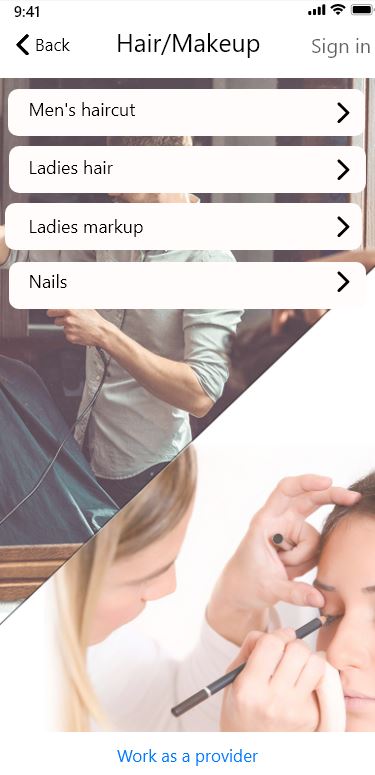 9:41
Back
Hair/Makeup
Sign in
Men's haircut
Ladies hair
Ladies markup
Nails
Work as a provider